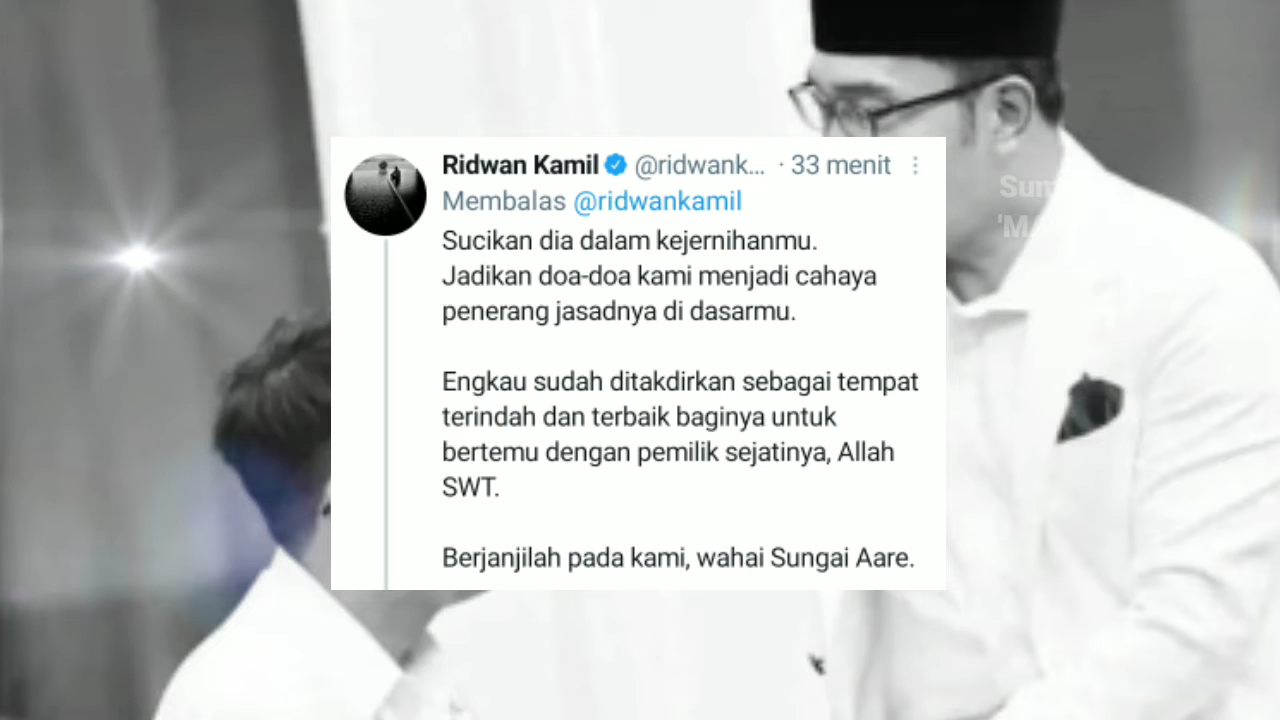 Ridwan Kamil @ridwank... · 33 menit
Membalas @ridwankamil
Sucikan dia dalam kejernihanmu.
Jadikan doa-doa kami menjadi cahaya
penerang jasadnya di dasarmu.
Engkau sudah ditakdirkan sebagai tempat
terindah dan terbaik baginya untuk
bertemu dengan pemilik sejatinya, Allah
SWT.
Berjanjilah pada kami, wahai Sungai Aare.